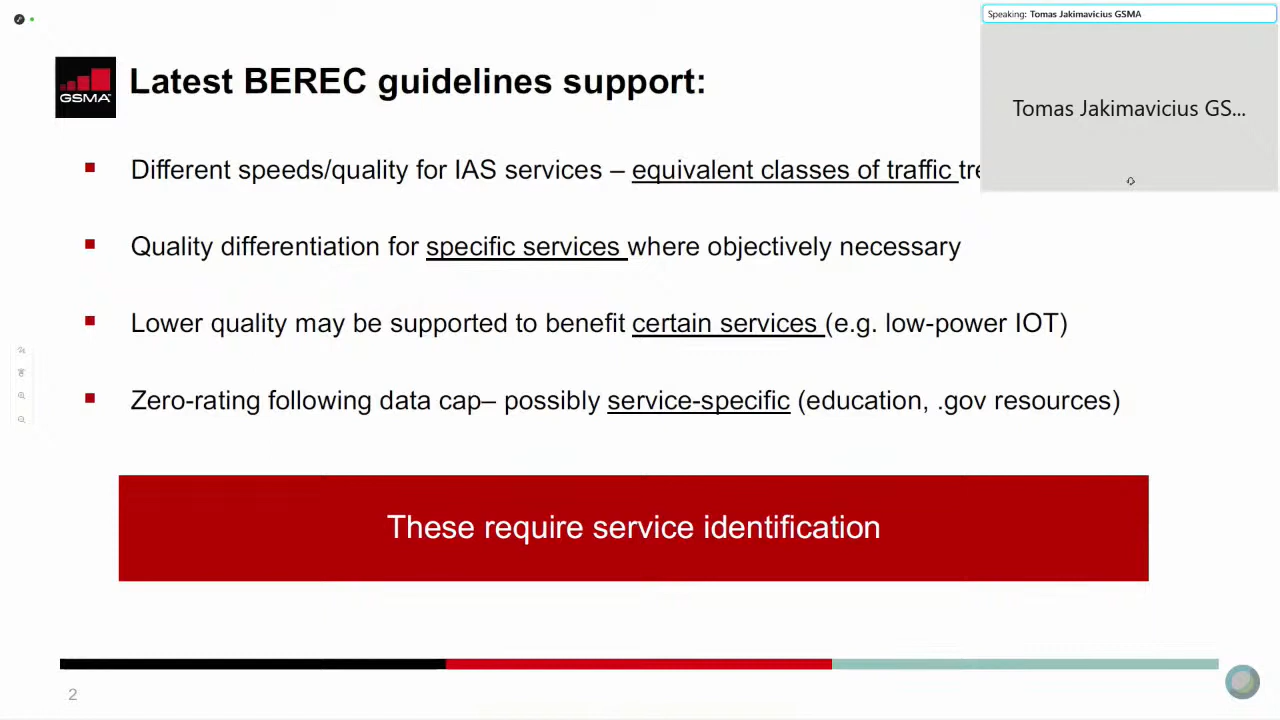 Speaking: Tomas Jakimavicius GSMA
Tomas Jakimavicius GS...
GSMA
Latest BEREC guidelines support:
Different speeds/quality for IAS services – equivalent classes of traffic
Quality differentiation for specific services where objectively necessary
Lower quality may be supported to benefit certain services (e.g. low-power IOT)
Zero-rating following data cap– possibly service-specific (education, .gov resources)
These require service identification
2